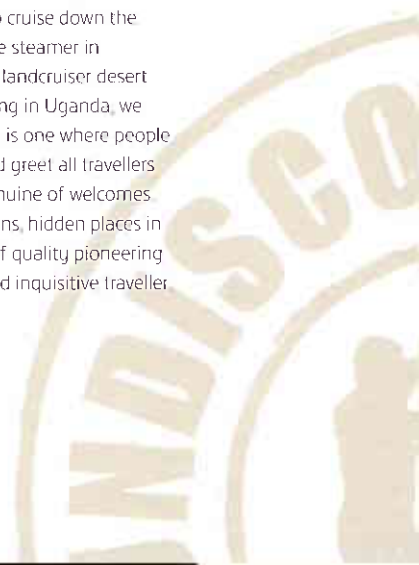 cruise down the
e steamer in
landcruiser desert
ng in Uganda, we
is one where people
d greet all travellers
nuine of welcomes
ns, hidden places in
f quality pioneering
d inquisitive traveller
NDISCO